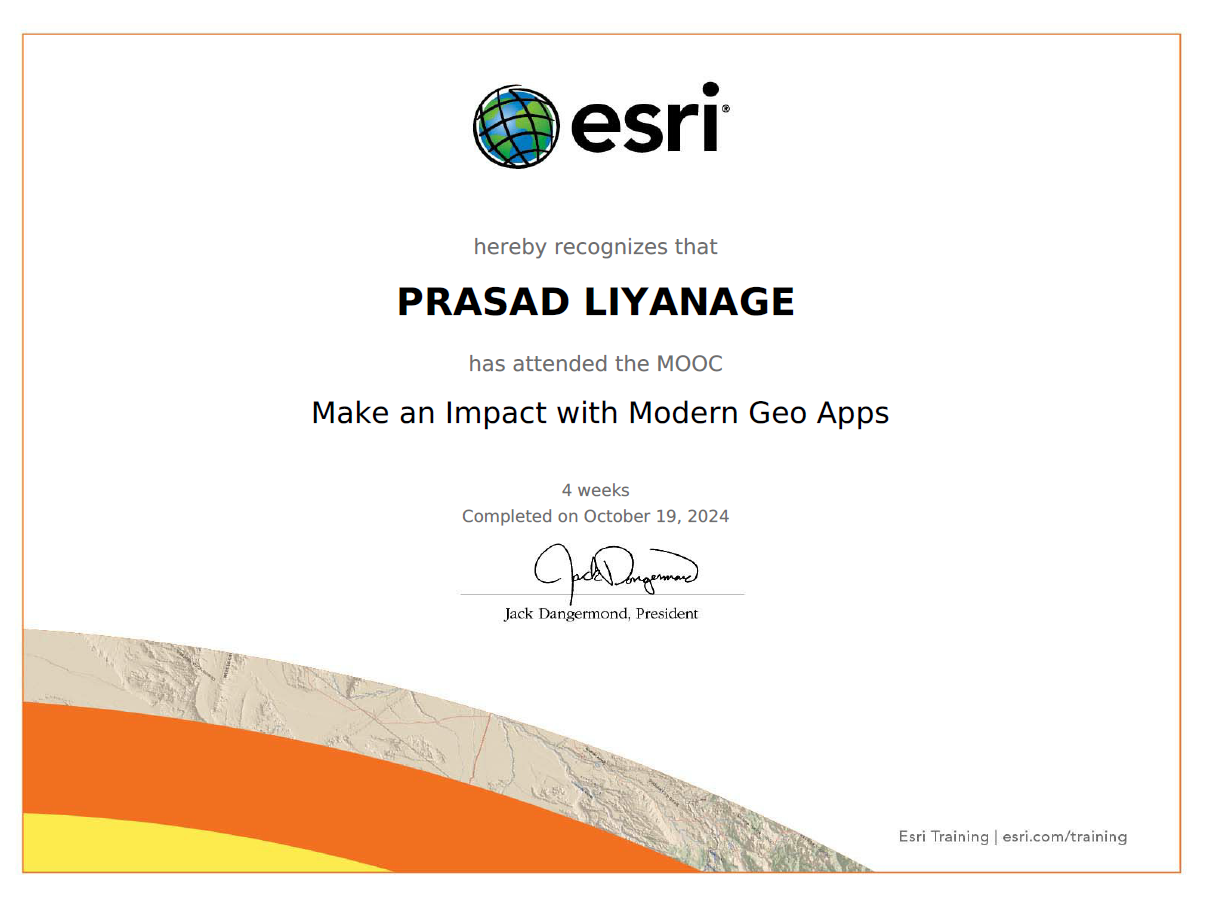 esri®
hereby recognizes that
PRASAD LIYANAGE
has attended the MOOC
Make an Impact with Modern Geo Apps
4 weeks
Completed on October 19, 2024
Jack Dangermond
Jack Dangermond, President
Esri Training | esri.com/training